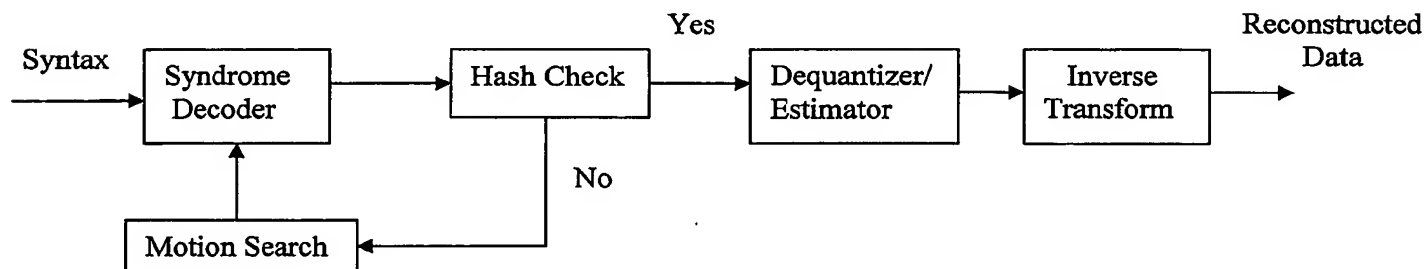 Syntax
Syndrome
Decoder
Hash Check
Yes
No
Motion Search
Dequantizer/
Estimator
Inverse
Transform
Reconstructed
Data